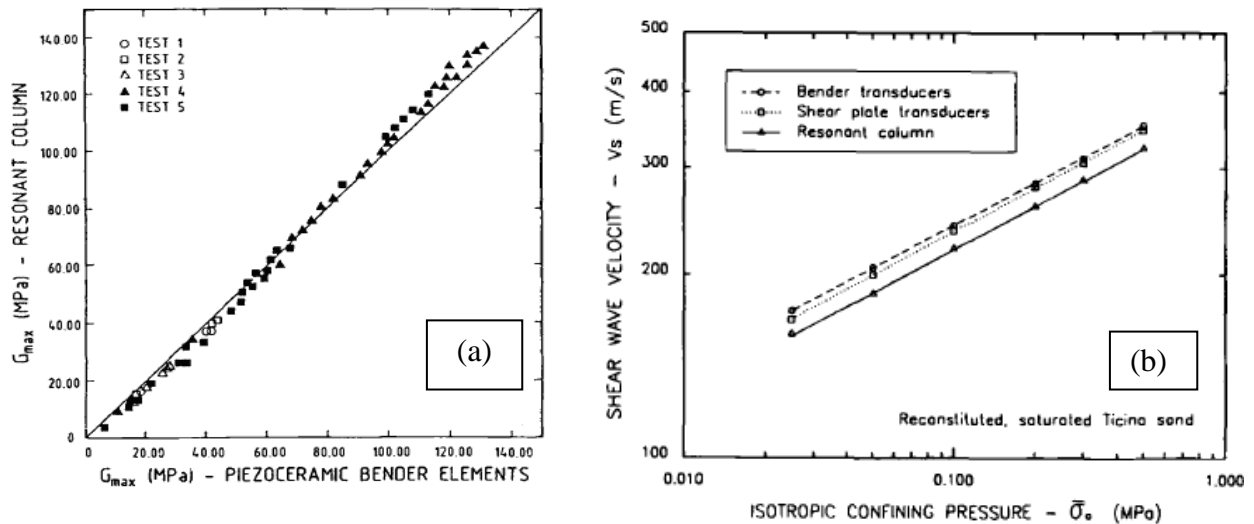 140.00
120.00
100.00
80.00
60.00
40.00
20.00
0
G max (MPa) - RESONANT COLUMN
○ TEST 1
□ TEST 2
△ TEST 3
▲ TEST 4
■ TEST 5
(a)
0 20.00 40.00 60.00 80.00 100.00 120.00 140.00
G max (MPa) - PIEZOCERAMIC BENDER ELEMENTS
500
400
300
200
100
SHEAR WAVE VELOCITY - Vs (m/s)
Bender transducers
Shear plate transducers
Resonant column
(b)
Reconstituted, saturated Ticino sand
0.010 0.100 1.000
ISOTROPIC CONFINING PRESSURE - σ̅o (MPa)